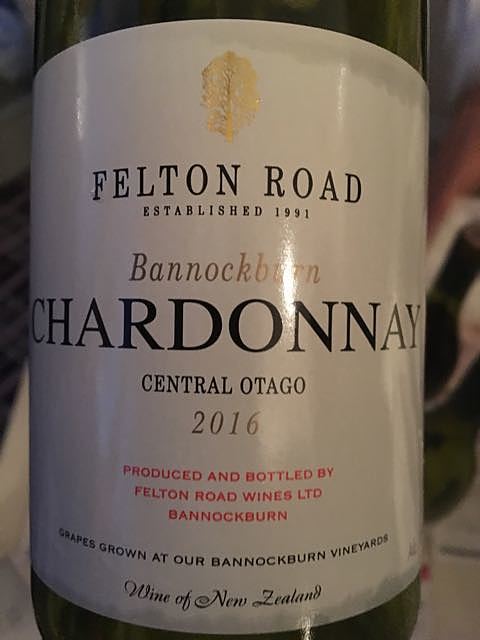 FELTON ROAD
ESTABLISHED 1991
Bannockburn
CHARDONNAY
CENTRAL OTAGO
2016
PRODUCED AND BOTTLED BY
FELTON ROAD WINES LTD
BANNOCKBURN
GRAPES GROWN AT OUR BANNOCKBURN VINEYARDS
Wine of New Zealand